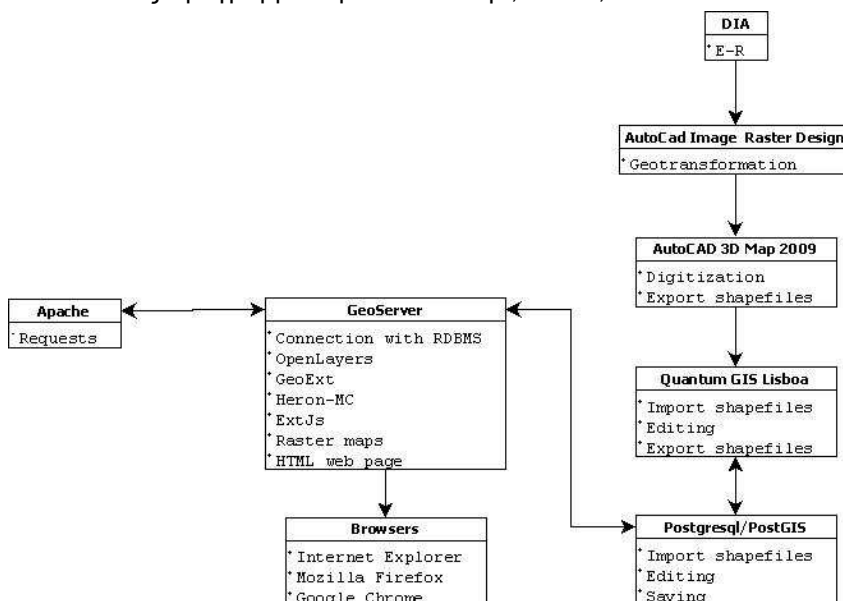 DIA
E-R
AutoCad Image Raster Design
Geotransformation
AutoCAD 3D Map 2009
Digitization
Export shapefiles
Apache
Requests
GeoServer
Connection with RDBMS
OpenLayers
GeoExt
Heron-MC
ExtJs
Raster maps
HTML web page
Quantum GIS Lisboa
Import shapefiles
Editing
Export shapefiles
Browsers
Internet Explorer
Mozilla Firefox
Google Chrome
Postgresql/PostGIS
Import shapefiles
Editing
Saving